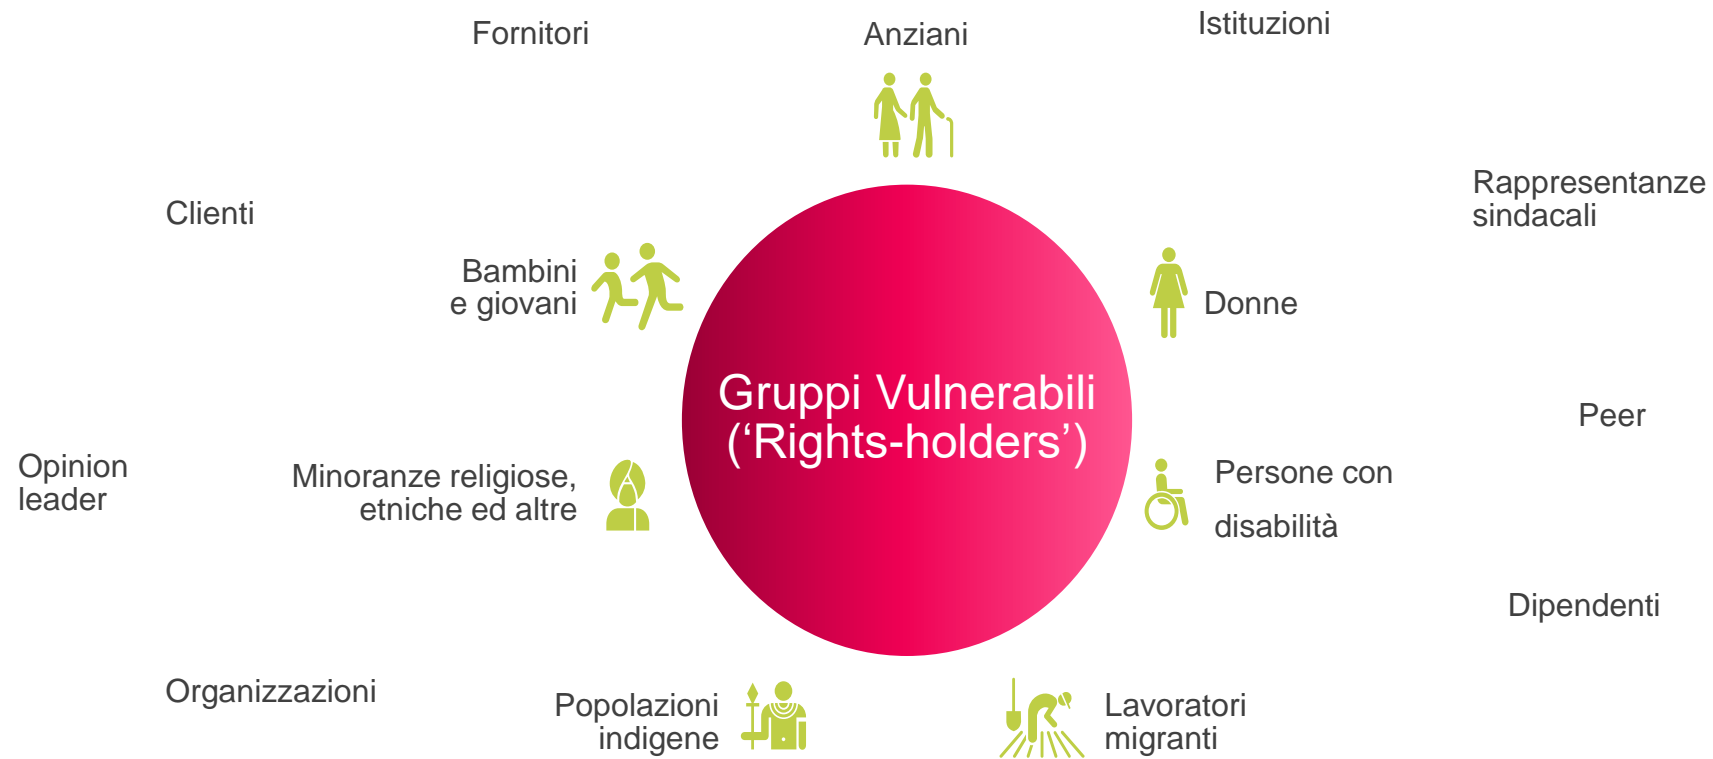 Fornitori
Anziani
Istituzioni
Clienti
Rappresentanze
sindacali
Bambini
e giovani
Donne
Gruppi Vulnerabili
(‘Rights-holders’)
Peer
Opinion
leader
Minoranze religiose,
etniche ed altre
Persone con
disabilità
Dipendenti
Organizzazioni
Popolazioni
indigene
Lavoratori
migranti